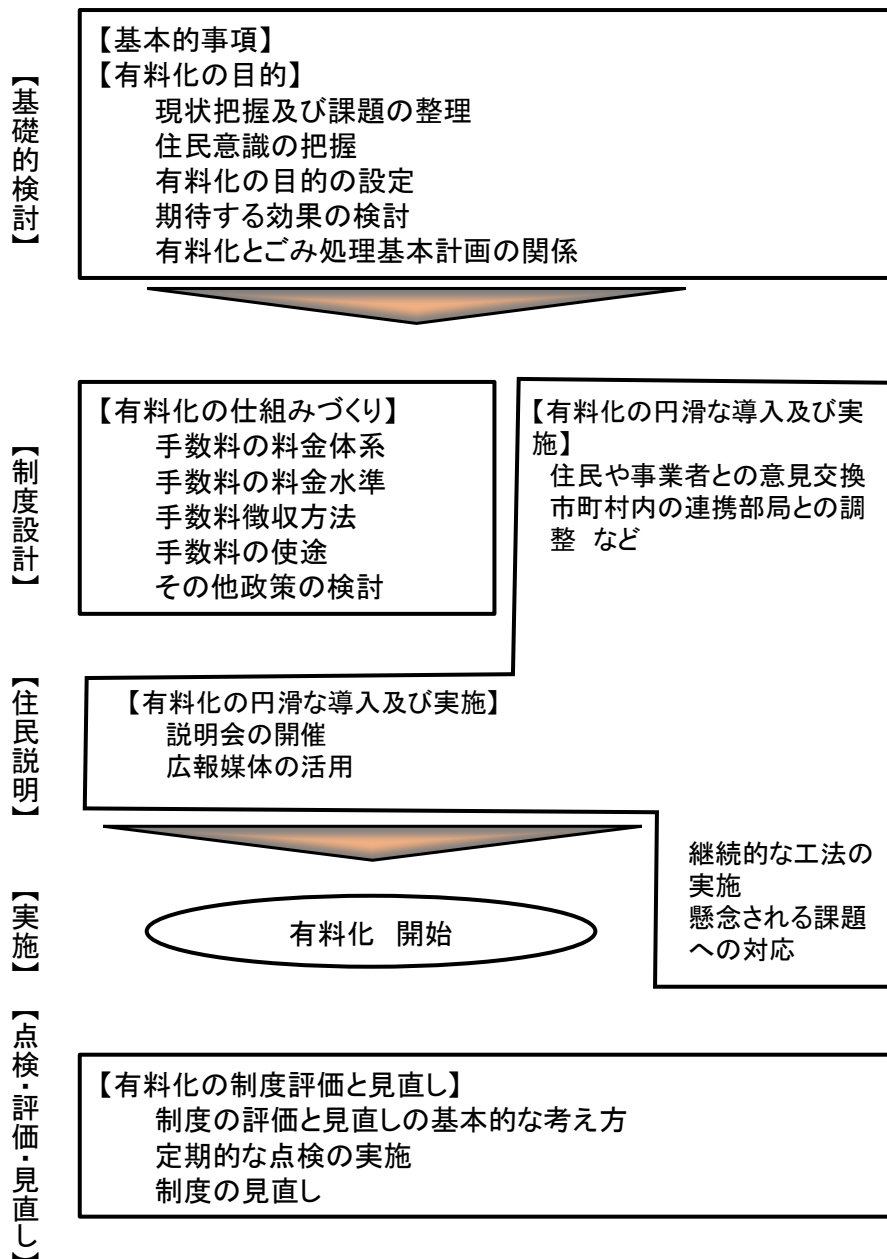 【基礎的検討】
【基本的事項】
【有料化の目的】
現状把握及び課題の整理
住民意識の把握
有料化の目的の設定
期待する効果の検討
有料化とごみ処理基本計画の関係
【制度設計】
【有料化の仕組みづくり】
手数料の料金体系
手数料の料金水準
手数料徴収方法
手数料の使途
その他政策の検討
【有料化の円滑な導入及び実
施】
住民や事業者との意見交換
市町村内の連携部局との調
整 など
【住民説明】
【有料化の円滑な導入及び実施】
説明会の開催
広報媒体の活用
【実施】
有料化 開始
継続的な工法の
実施
懸念される課題
への対応
【点検・評価・見直し】
【有料化の制度評価と見直し】
制度の評価と見直しの基本的な考え方
定期的な点検の実施
制度の見直し